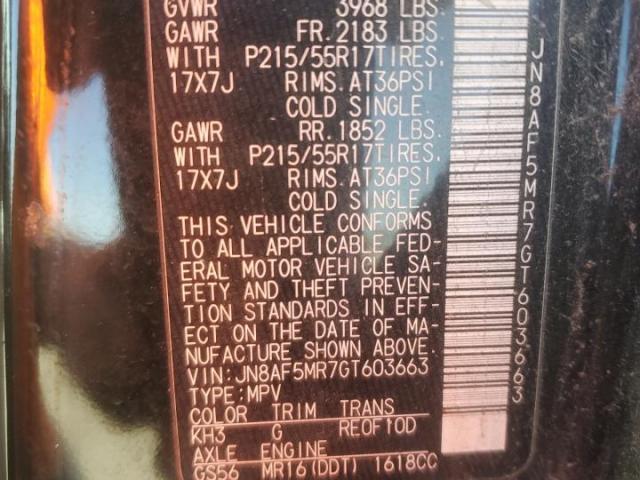 GVWR 3968 LBS.
GAWR FR. 2183 LBS.
WITH P215/55R17TIRES,
17X7J RIMS. AT36PSI
COLD SINGLE.
GAWR RR. 1852 LBS.
WITH P215/55R17TIRES,
17X7J RIMS. AT36PSI
COLD SINGLE.
THIS VEHICLE CONFORMS
TO ALL APPLICABLE FED-
ERAL MOTOR VEHICLE SA-
FETY AND THEFT PREVEN-
TION STANDARDS IN EFF-
ECT ON THE DATE OF MA-
NUFACTURE SHOWN ABOVE.
VIN:JN8AF5MR7GT603663
TYPE:MPV
COLOR TRIM TRANS
KH3 G RE0F10D
AXLE ENGINE
GS56 MR16(DDT) 1618CC
JN8AF5MR7GT603663